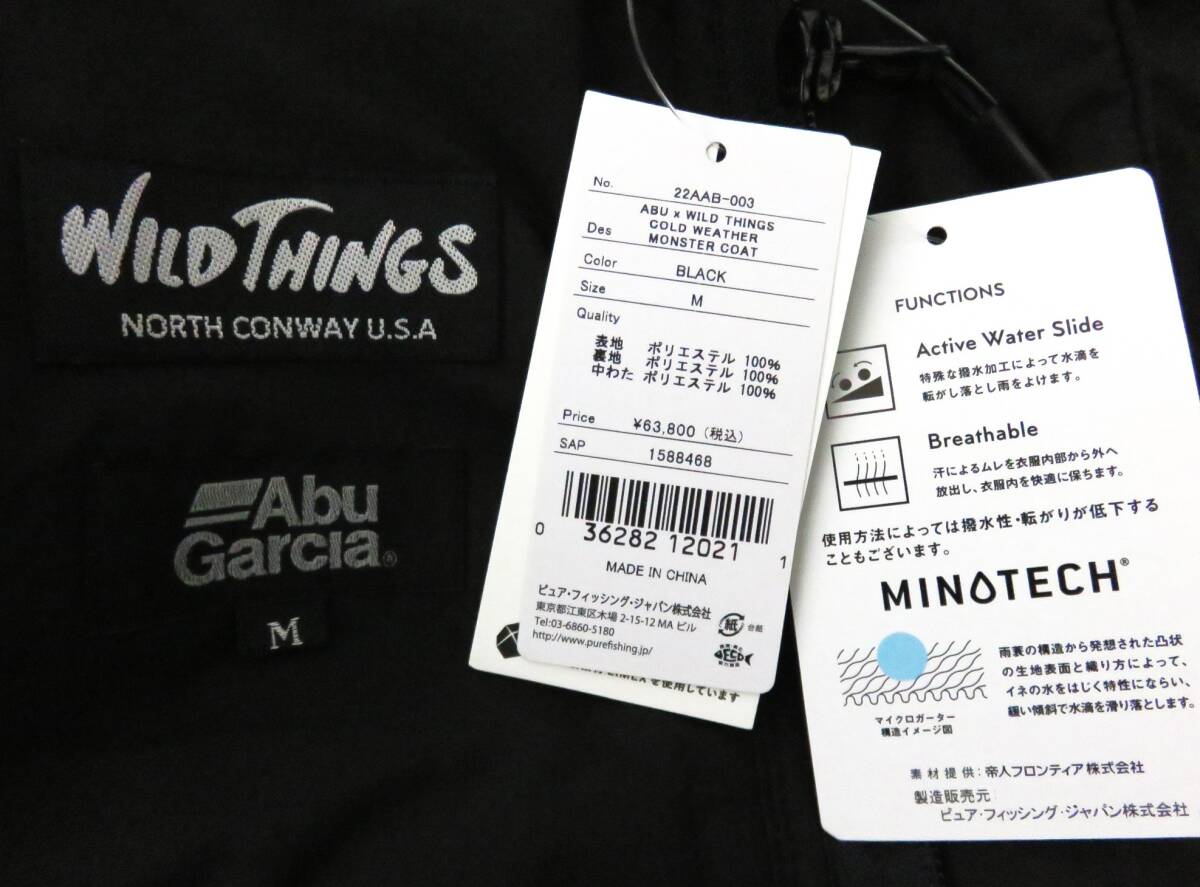 WILD THINGS
NORTH CONWAY U.S.A
Abu
Garcia®
M
No. 22AAB-003
Des ABU x WILD THINGS
COLD WEATHER
MONSTER COAT
Color BLACK
Size M
Quality
表地 ポリエステル 100%
裏地 ポリエステル 100%
中わた ポリエステル 100%
Price ¥63,800 (税込)
SAP 1588468
0 36282 12021 1
MADE IN CHINA
ピュア・フィッシング・ジャパン株式会社
東京都江東区木場 2-15-12 MA ビル
Tel:03-6860-5180
http://www.purefishing.jp/
紙 台紙
ECO
を使用しています
FUNCTIONS
Active Water Slide
特殊な撥水加工によって水滴を
転がし落とし雨をよけます。
Breathable
汗によるムレを衣服内部から外へ
放出し、衣服内を快適に保ちます。
使用方法によっては撥水性・転がりが低下する
こともございます。
MINOTECH®
雨蓑の構造から発想された凸状
の生地表面と織り方によって、
イネの水をはじく特性にならい、
緩い傾斜で水滴を滑り落とします。
マイクロガーター
構造イメージ図
素材提供:帝人フロンティア株式会社
製造販売元:
ピュア・フィッシング・ジャパン株式会社